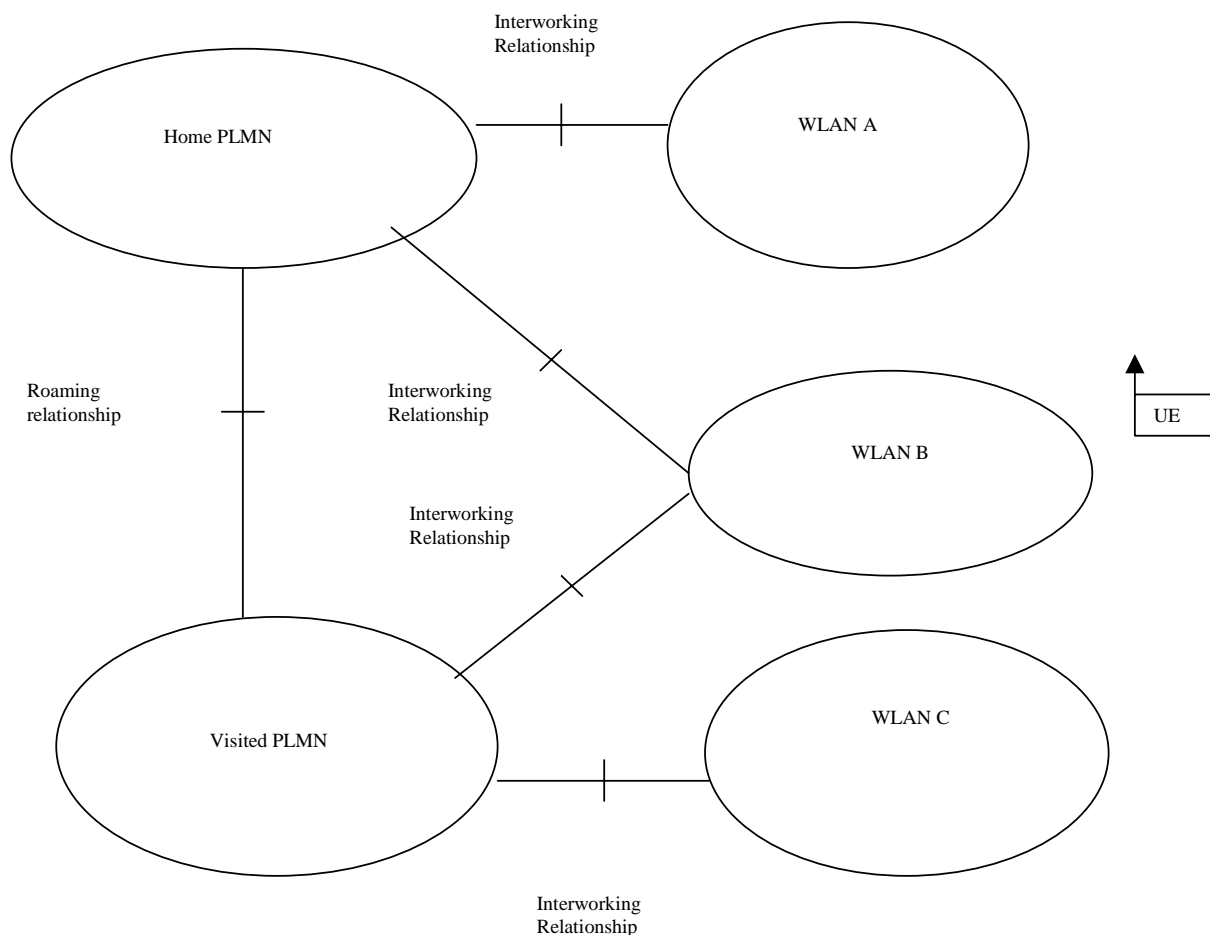 Interworking
Relationship
Home PLMN
WLAN A
Roaming
relationship
Interworking
Relationship
WLAN B
UE
Interworking
Relationship
Visited PLMN
WLAN C
Interworking
Relationship